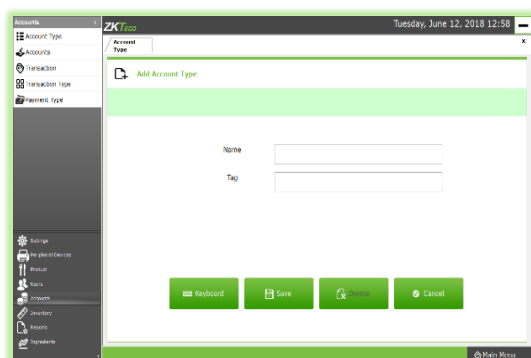 Accounts
Account Type
Accounts
Transaction
Transaction Type
Payment Type
Settings
Peripheral Devices
Product
Users
Accounts
Inventory
Reports
Ingredients
ZKTeco
Tuesday, June 12, 2018 12:58
Account
Type
x
Add Account Type
Name
Tag
Keyboard
Save
Delete
Cancel
Main Menu